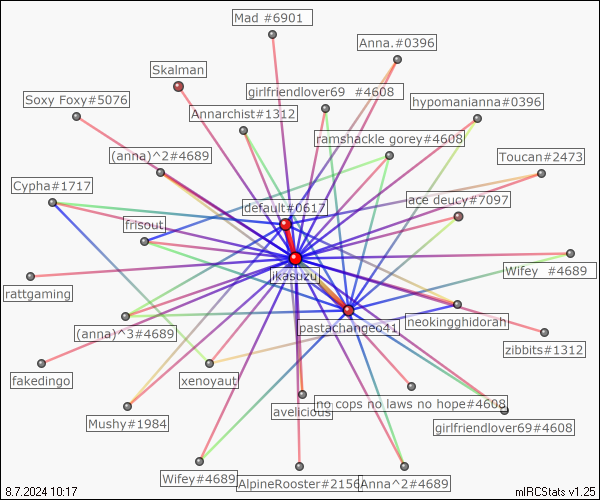 Mad #6901
Anna.#0396
Skalman
girlfriendlover69   #4608
Soxy Foxy#5076
hypomanianna#0396
Annarchist#1312
ramshackle gorey#4608
(anna)^2#4689
Toucan#2473
Cypha#1717
ace deucy#7097
default#0617
frisout
Wifey   #4689
ikasuzu
rattgaming
neokingghidorah
pastachange041
(anna)^3#4689
zibbits#1312
fakedingo
xenoyaut
no cops no laws no hope#4608
avelicious
Mushy#1984
girlfriendlover69#4608
Wifey#4689
AlpineRooster#2156
Anna^2#4689
8.7.2024 10:17
mIRCStats v1.25